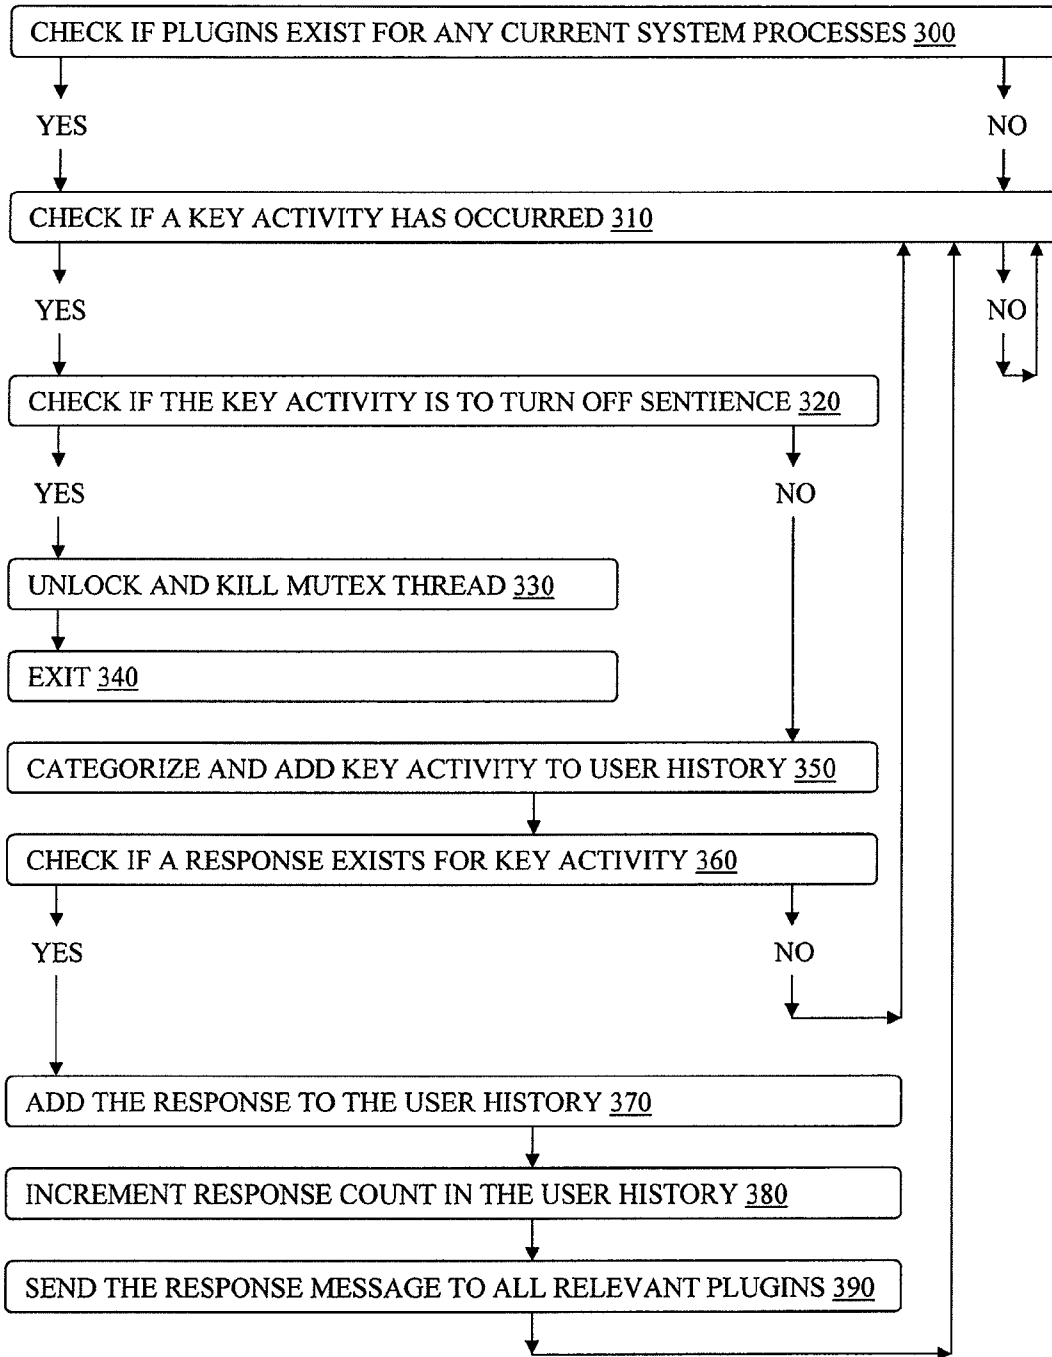 CHECK IF PLUGINS EXIST FOR ANY CURRENT SYSTEM PROCESSES 300
YES
NO
CHECK IF A KEY ACTIVITY HAS OCCURRED 310
YES
NO
CHECK IF THE KEY ACTIVITY IS TO TURN OFF SENTIENCE 320
YES
NO
UNLOCK AND KILL MUTEX THREAD 330
EXIT 340
CATEGORIZE AND ADD KEY ACTIVITY TO USER HISTORY 350
CHECK IF A RESPONSE EXISTS FOR KEY ACTIVITY 360
YES
NO
ADD THE RESPONSE TO THE USER HISTORY 370
INCREMENT RESPONSE COUNT IN THE USER HISTORY 380
SEND THE RESPONSE MESSAGE TO ALL RELEVANT PLUGINS 390